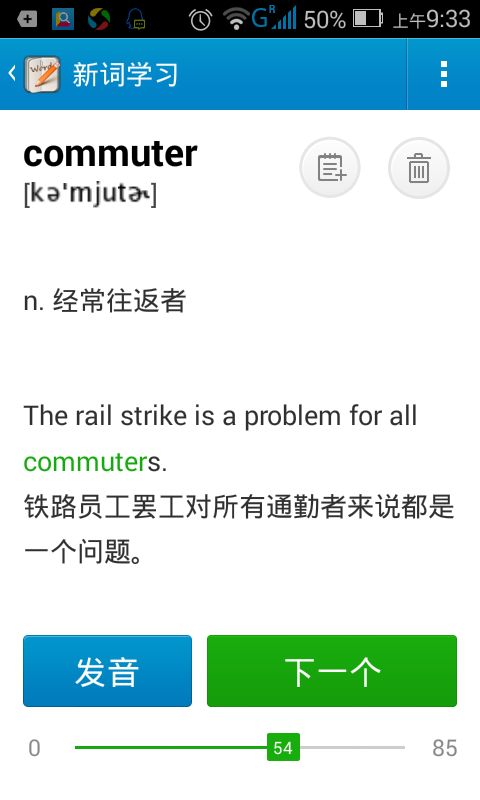 50% 上午9:33
新词学习
commuter
[kə'mjutɚ]
n. 经常往返者
The rail strike is a problem for all
commuters.
铁路员工罢工对所有通勤者来说都是
一个问题。
发音 下一个
0 54 85